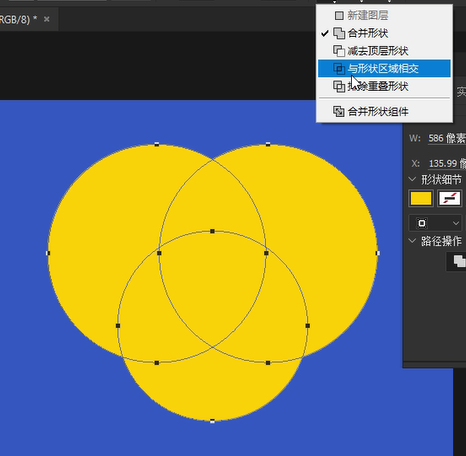 RGB/8) * ×
新建图层
合并形状
减去顶层形状
与形状区域相交
除重叠形状
合并形状组件
实
W: 586 像素
X: 135.99 像
形状细节
路径操作